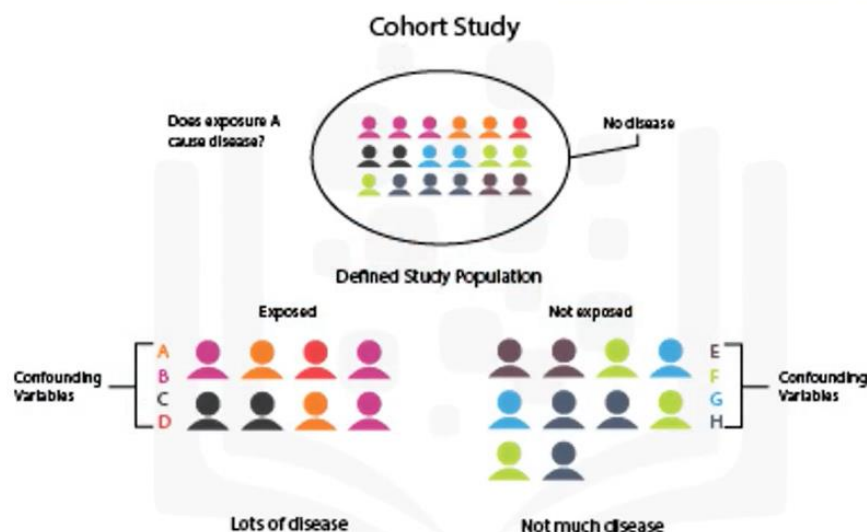 Cohort Study
Does exposure A
cause disease?
No disease
Defined Study Population
Exposed
Not exposed
Confounding
Variables
A
B
C
D
E
F
G
H
Confounding
Variables
Lots of disease
Not much disease